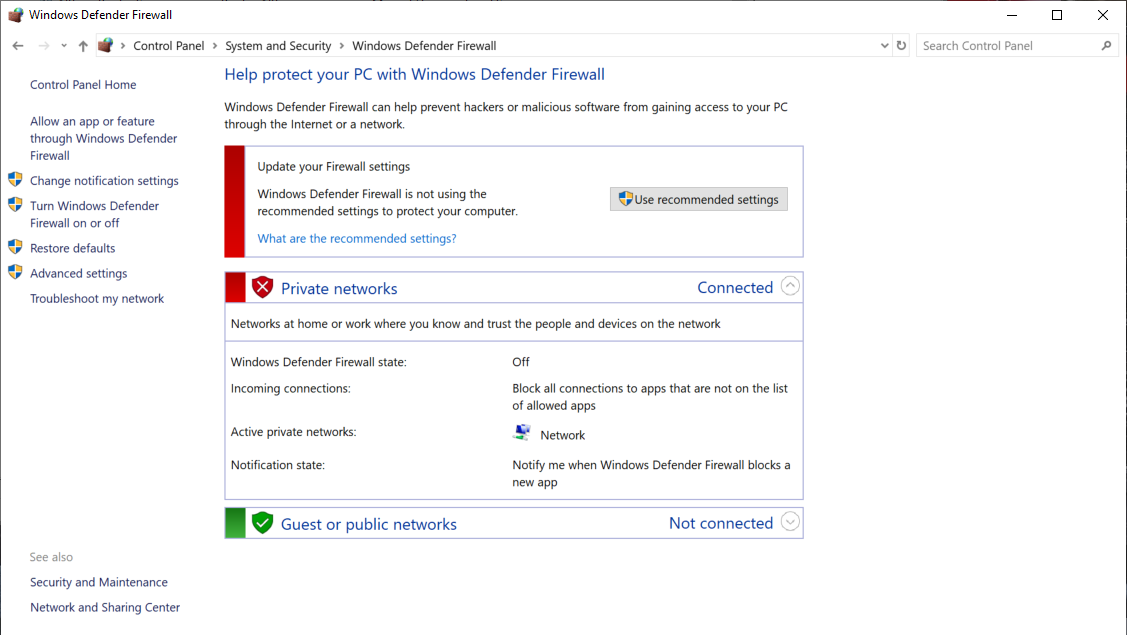 Windows Defender Firewall
Control Panel > System and Security > Windows Defender Firewall
Search Control Panel
Control Panel Home
Allow an app or feature
through Windows Defender
Firewall
Change notification settings
Turn Windows Defender
Firewall on or off
Restore defaults
Advanced settings
Troubleshoot my network
Help protect your PC with Windows Defender Firewall
Windows Defender Firewall can help prevent hackers or malicious software from gaining access to your PC
through the Internet or a network.
Update your Firewall settings
Windows Defender Firewall is not using the
recommended settings to protect your computer.
What are the recommended settings?
Use recommended settings
Private networks
Connected
Networks at home or work where you know and trust the people and devices on the network
Windows Defender Firewall state:
Off
Incoming connections:
Block all connections to apps that are not on the list
of allowed apps
Active private networks:
Network
Notification state:
Notify me when Windows Defender Firewall blocks a
new app
Guest or public networks
Not connected
See also
Security and Maintenance
Network and Sharing Center